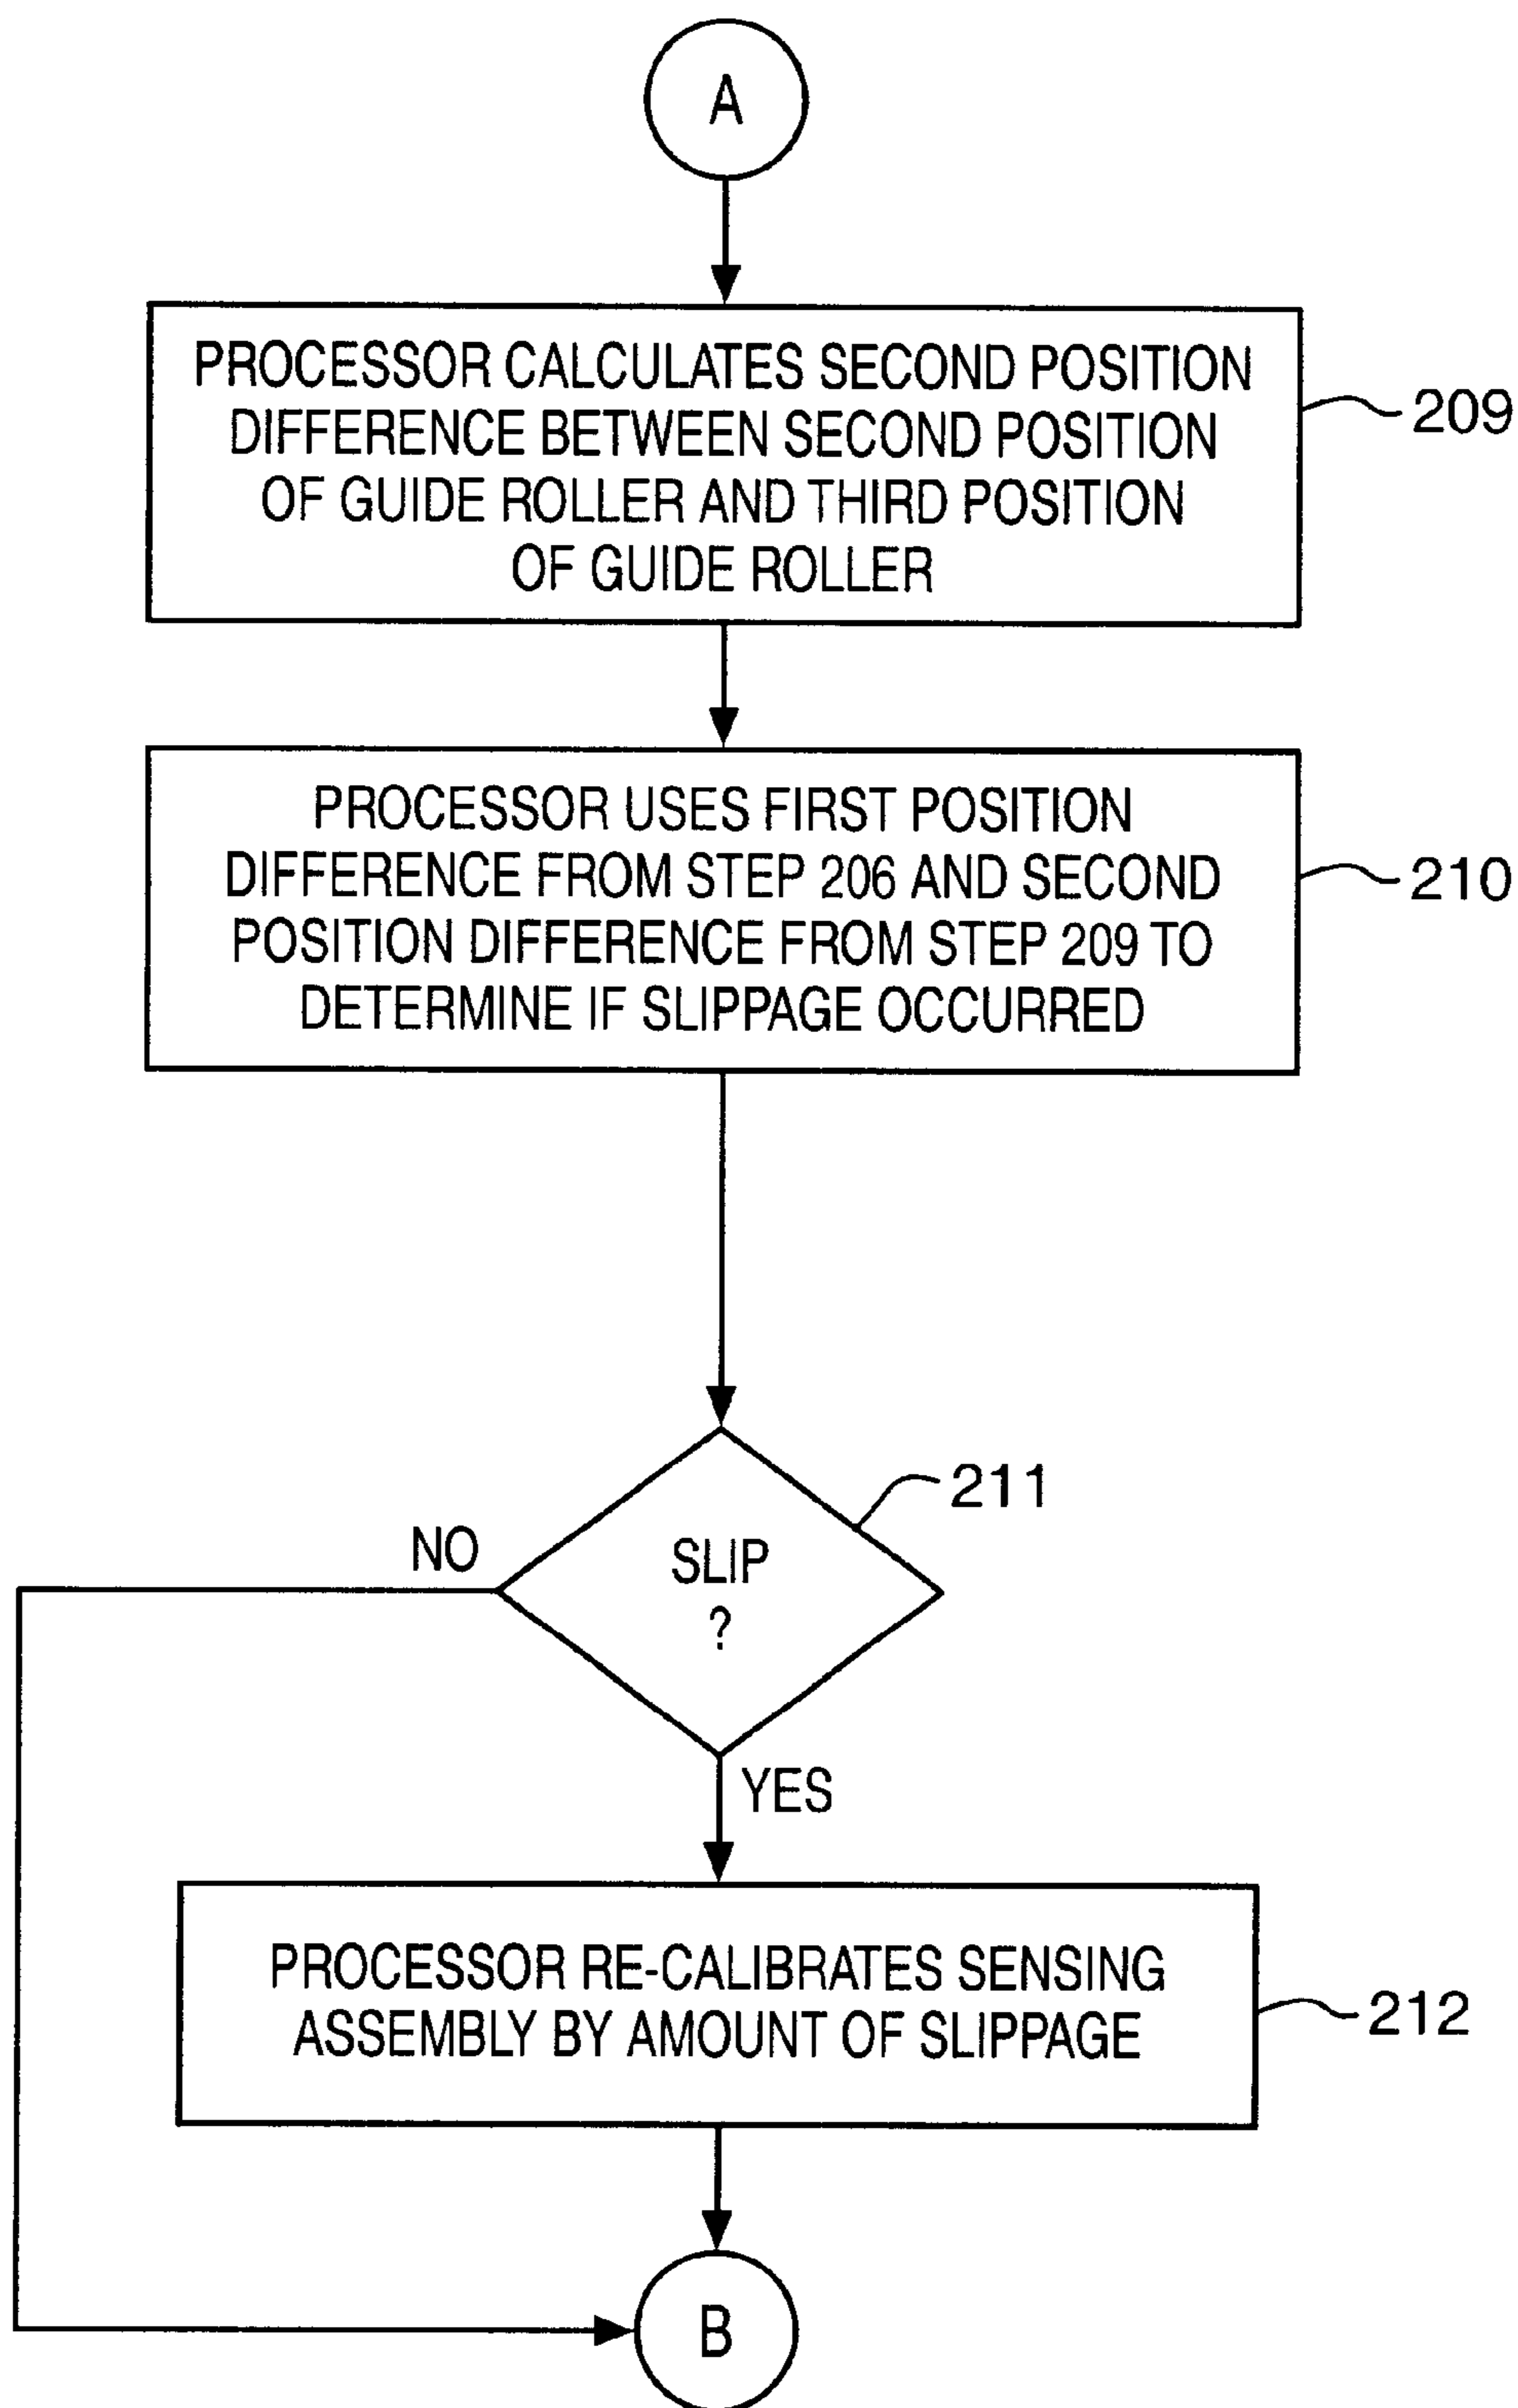 A
PROCESSOR CALCULATES SECOND POSITION
DIFFERENCE BETWEEN SECOND POSITION
OF GUIDE ROLLER AND THIRD POSITION
OF GUIDE ROLLER
209
PROCESSOR USES FIRST POSITION
DIFFERENCE FROM STEP 206 AND SECOND
POSITION DIFFERENCE FROM STEP 209 TO
DETERMINE IF SLIPPAGE OCCURRED
210
211
NO
SLIP
?
YES
PROCESSOR RE-CALIBRATES SENSING
ASSEMBLY BY AMOUNT OF SLIPPAGE
212
B